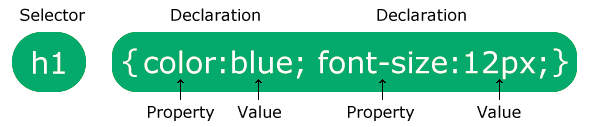 Selector Declaration Declaration
h1 {color:blue; font-size:12px;}
Property Value Property Value